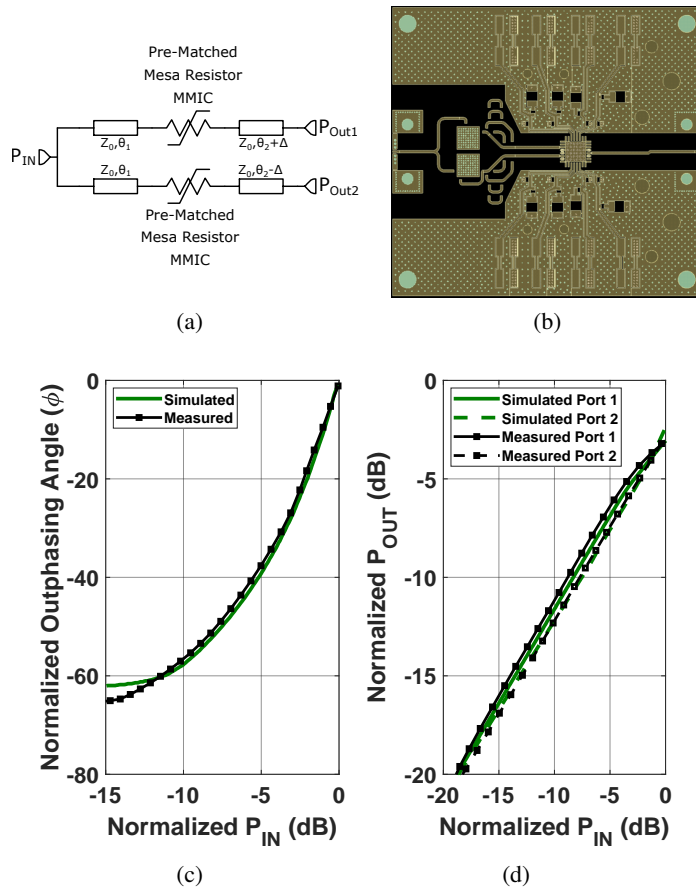 Pre-Matched
Mesa Resistor
MMIC
P_IN
Z₀,θ₁
Z₀,θ₂+Δ
P_Out1
Z₀,θ₁
Z₀,θ₂-Δ
P_Out2
Pre-Matched
Mesa Resistor
MMIC
(a)
(b)
Normalized Outphasing Angle (ϕ)
0
-20
-40
-60
-80
Simulated
Measured
-15
-10
-5
0
Normalized P_IN (dB)
(c)
Normalized P_OUT (dB)
0
-5
-10
-15
-20
Simulated Port 1
Simulated Port 2
Measured Port 1
Measured Port 2
-20
-15
-10
-5
0
Normalized P_IN (dB)
(d)